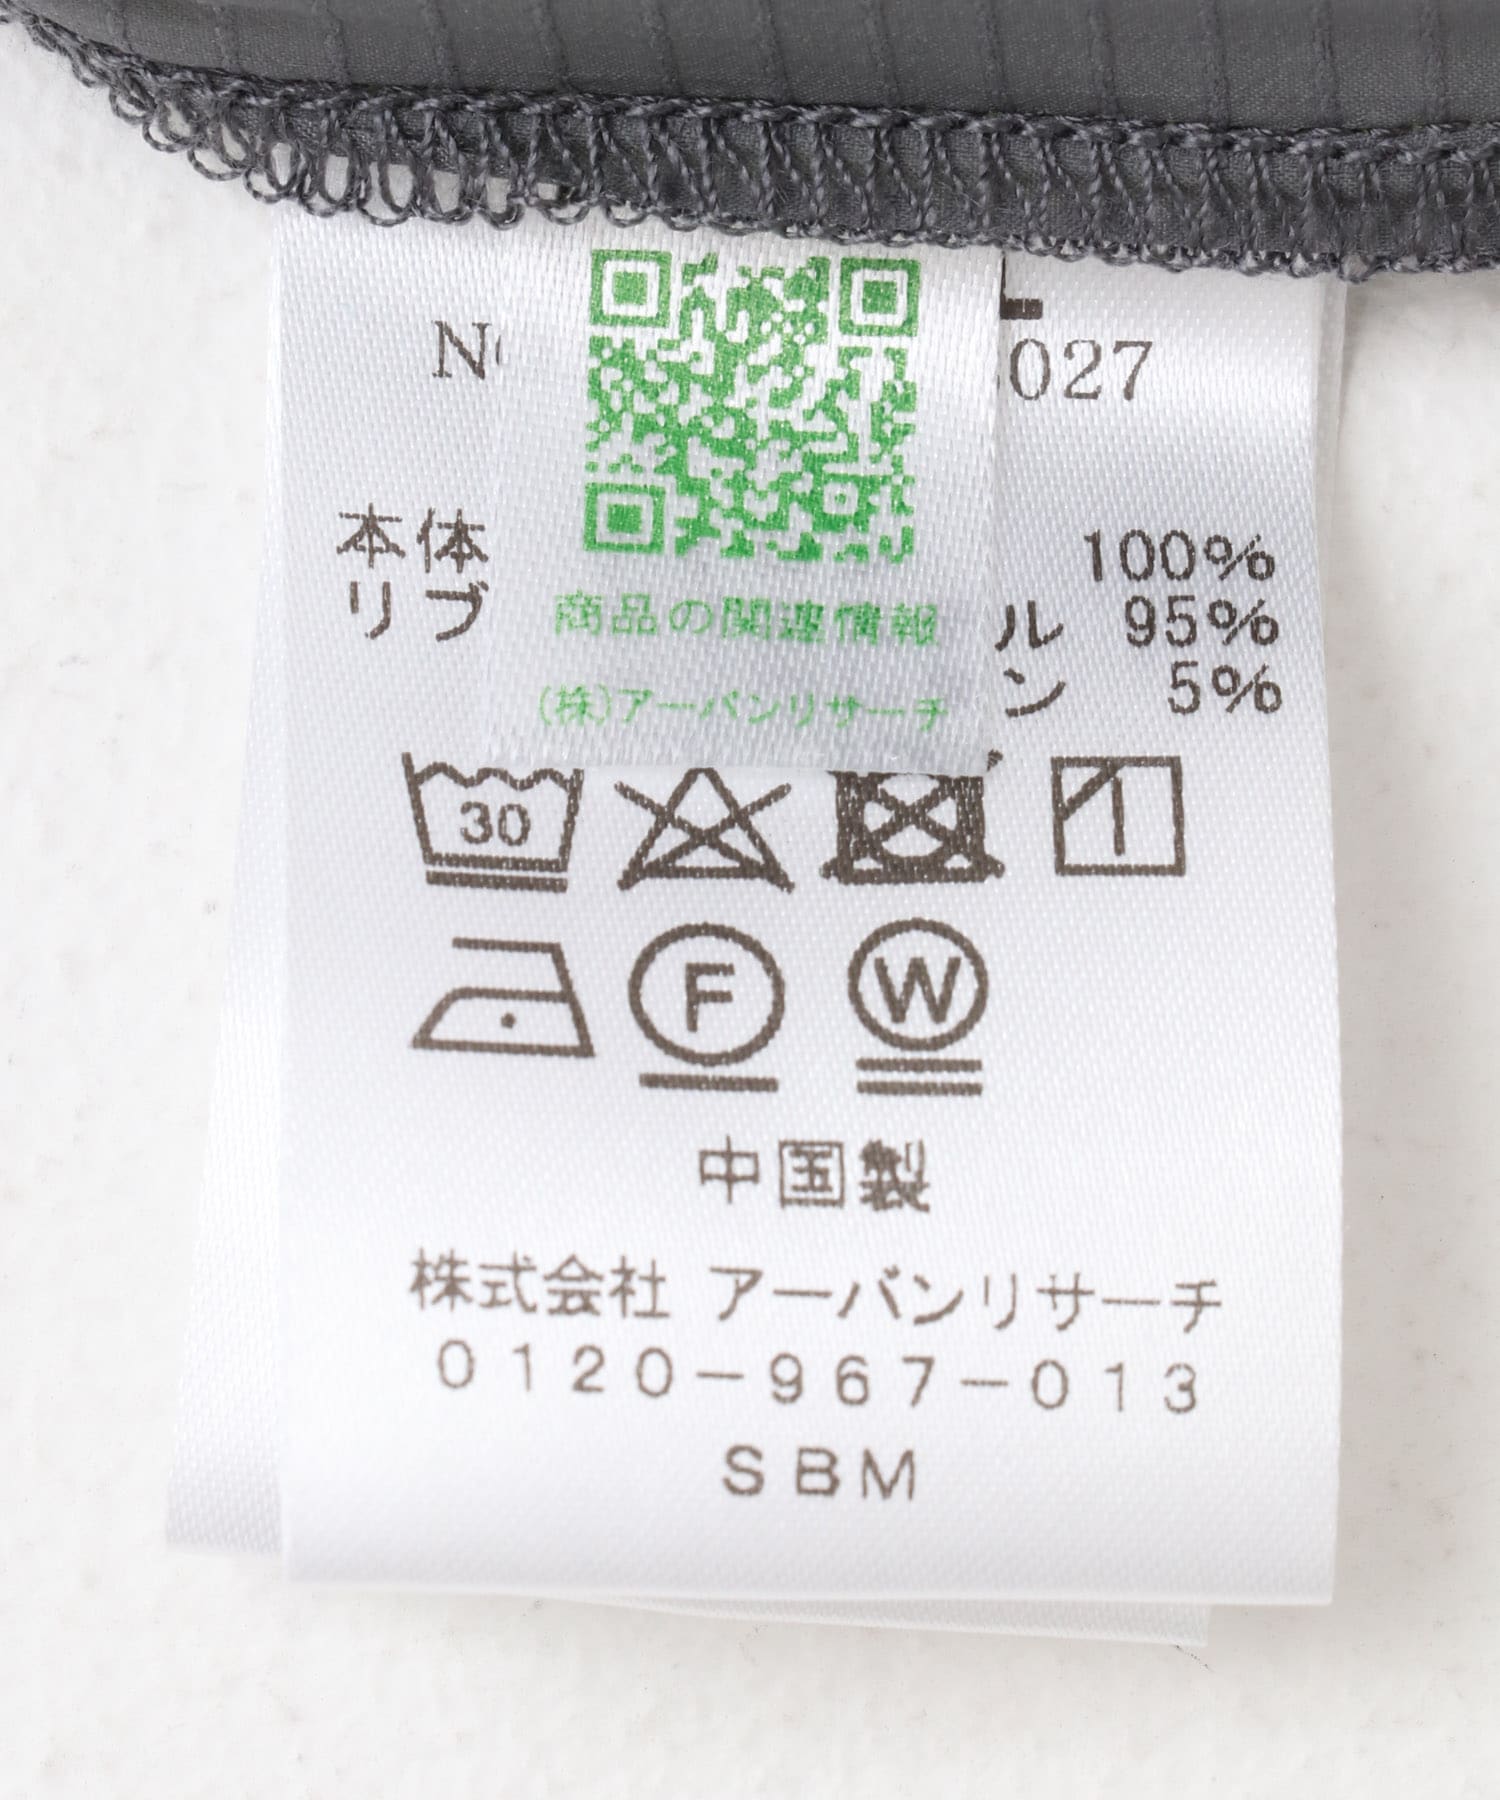 027
本体 100%
リブ ル 95%
ン 5%
商品の関連情報
(株)アーバンリサーチ
30
F W
中国製
株式会社 アーバンリサーチ
0120-967-013
SBM